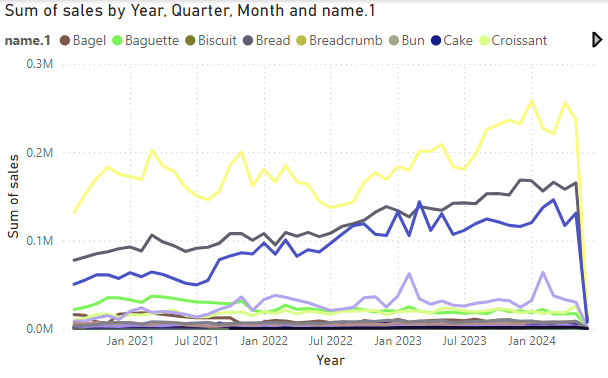 Sum of sales by Year, Quarter, Month and name.1
name.1 Bagel Baguette Biscuit Bread Breadcrumb Bun Cake Croissant
0.3M
0.2M
0.1M
0.0M
Sum of sales
Jan 2021 Jul 2021 Jan 2022 Jul 2022 Jan 2023 Jul 2023 Jan 2024
Year